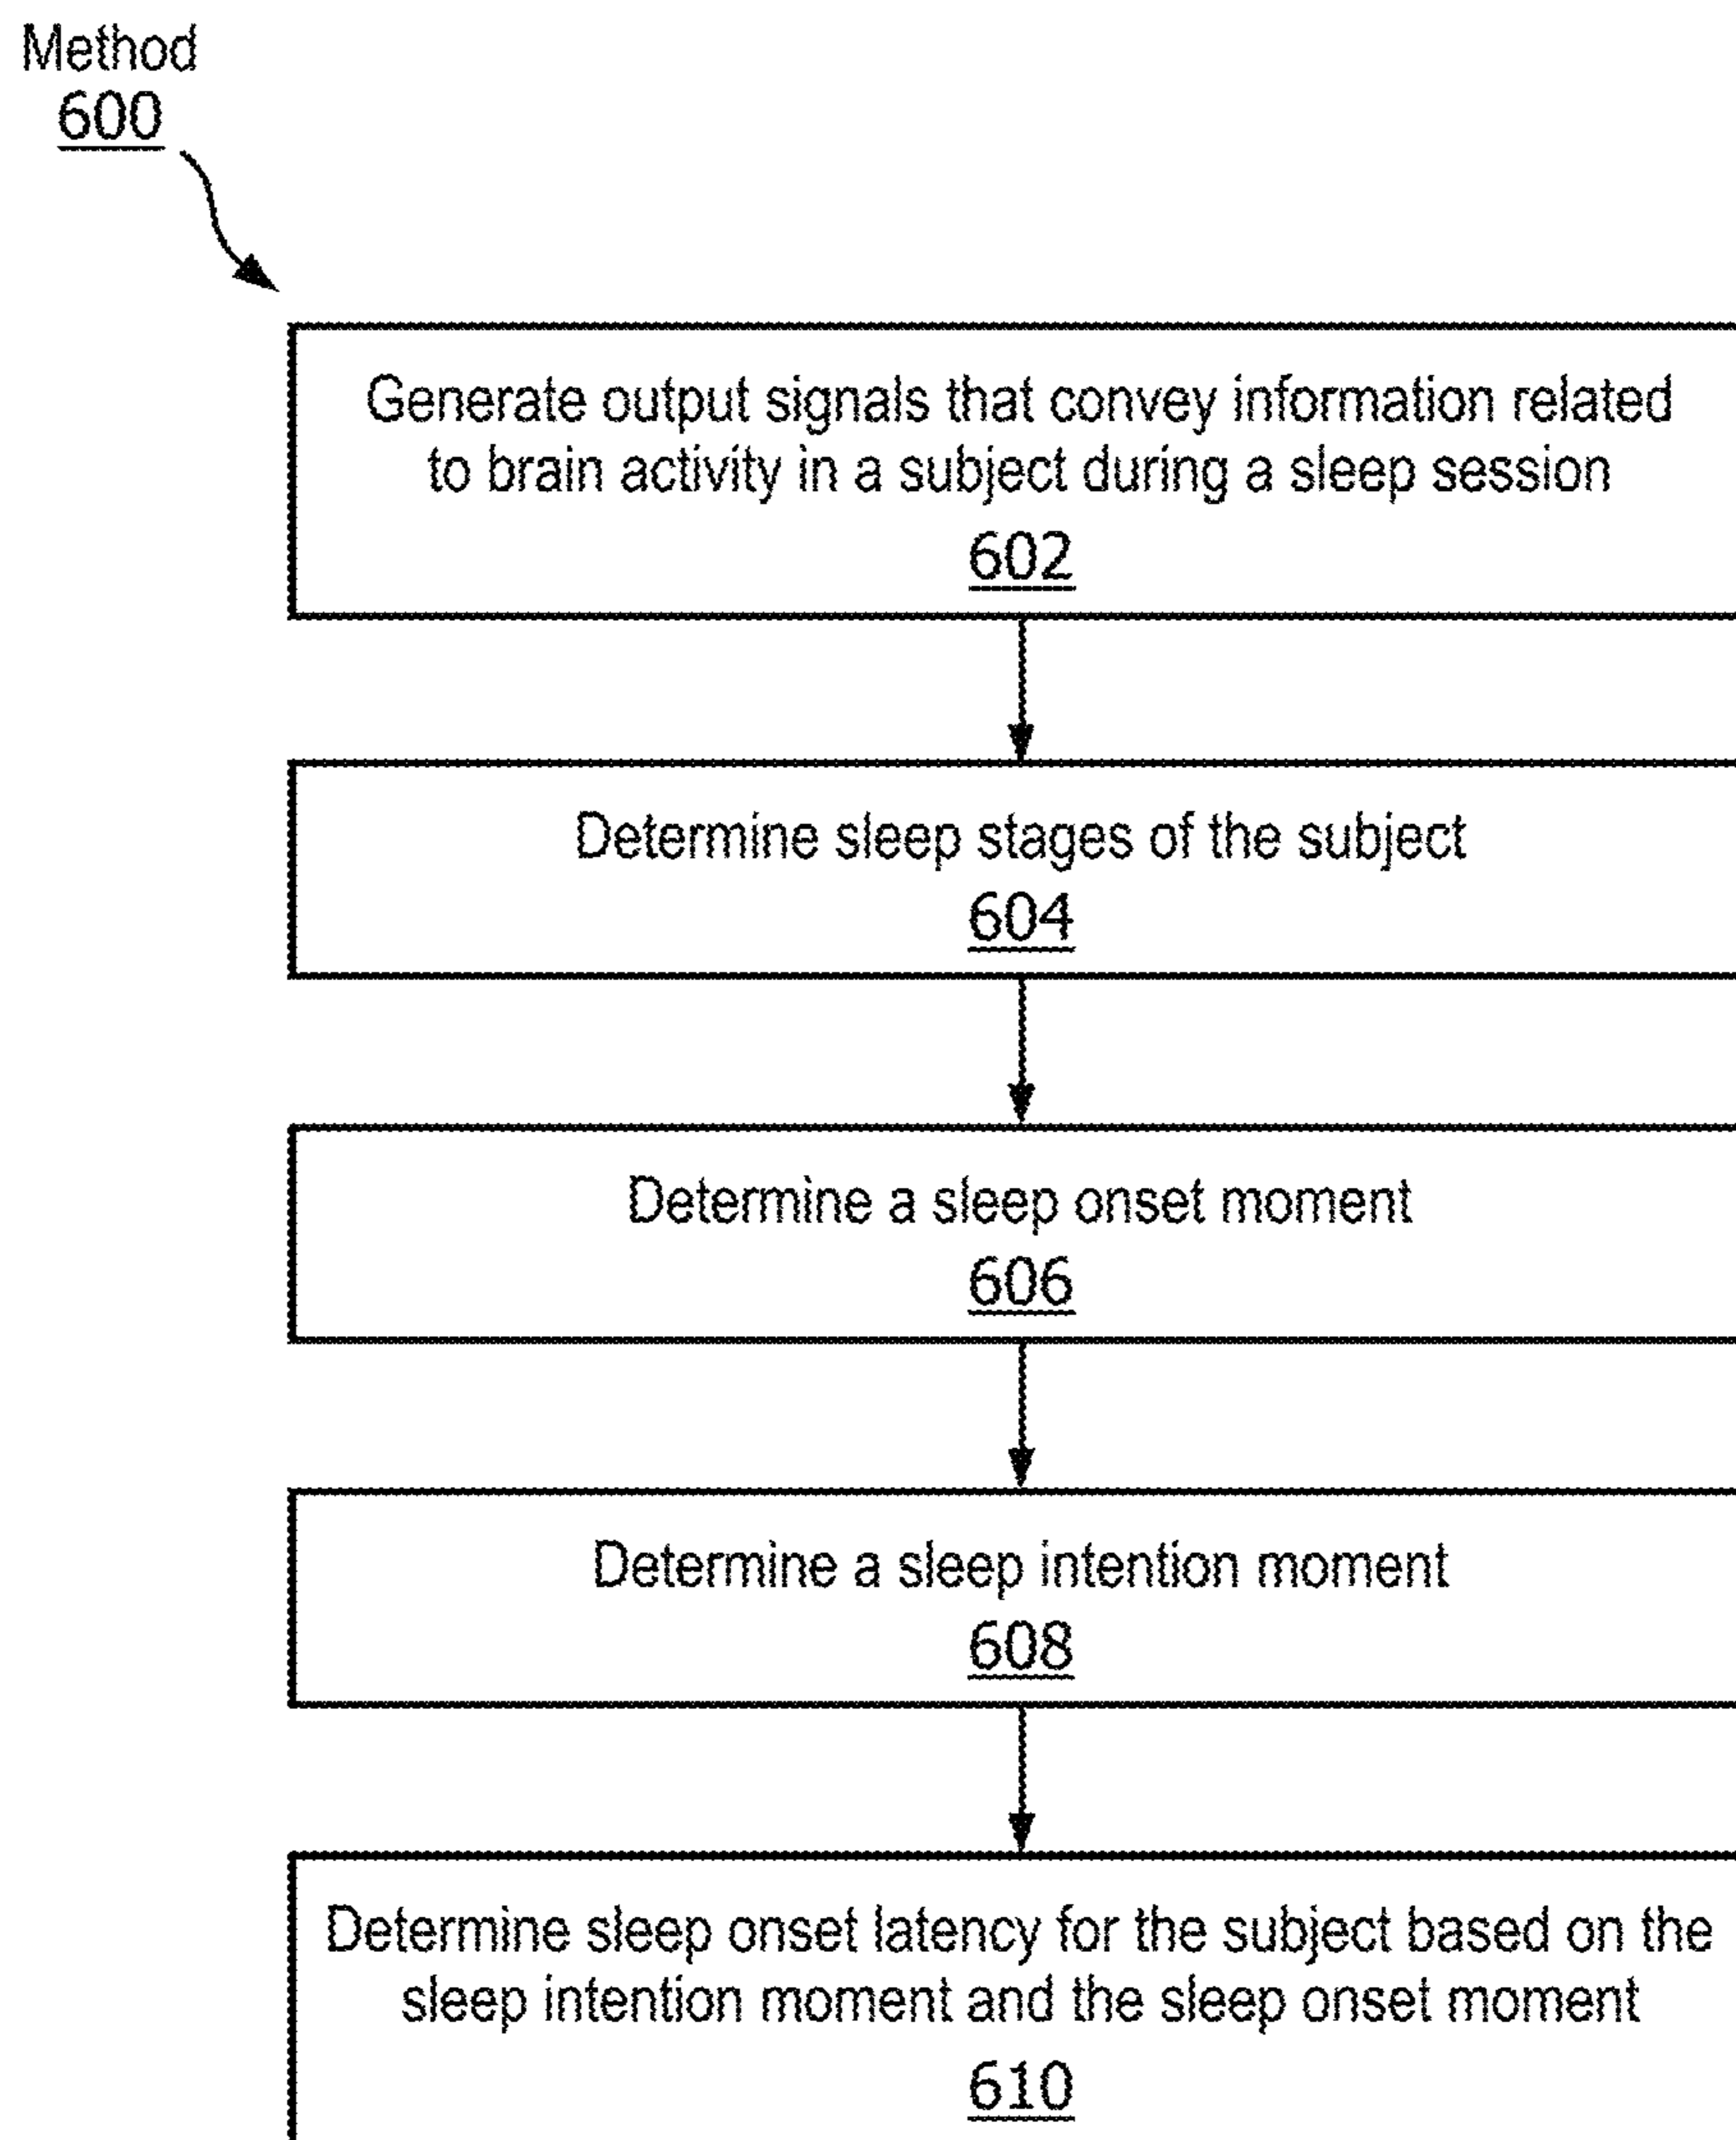 Method
600
Generate output signals that convey information related
to brain activity in a subject during a sleep session
602
Determine sleep stages of the subject
604
Determine a sleep onset moment
606
Determine a sleep intention moment
608
Determine sleep onset latency for the subject based on the
sleep intention moment and the sleep onset moment
610